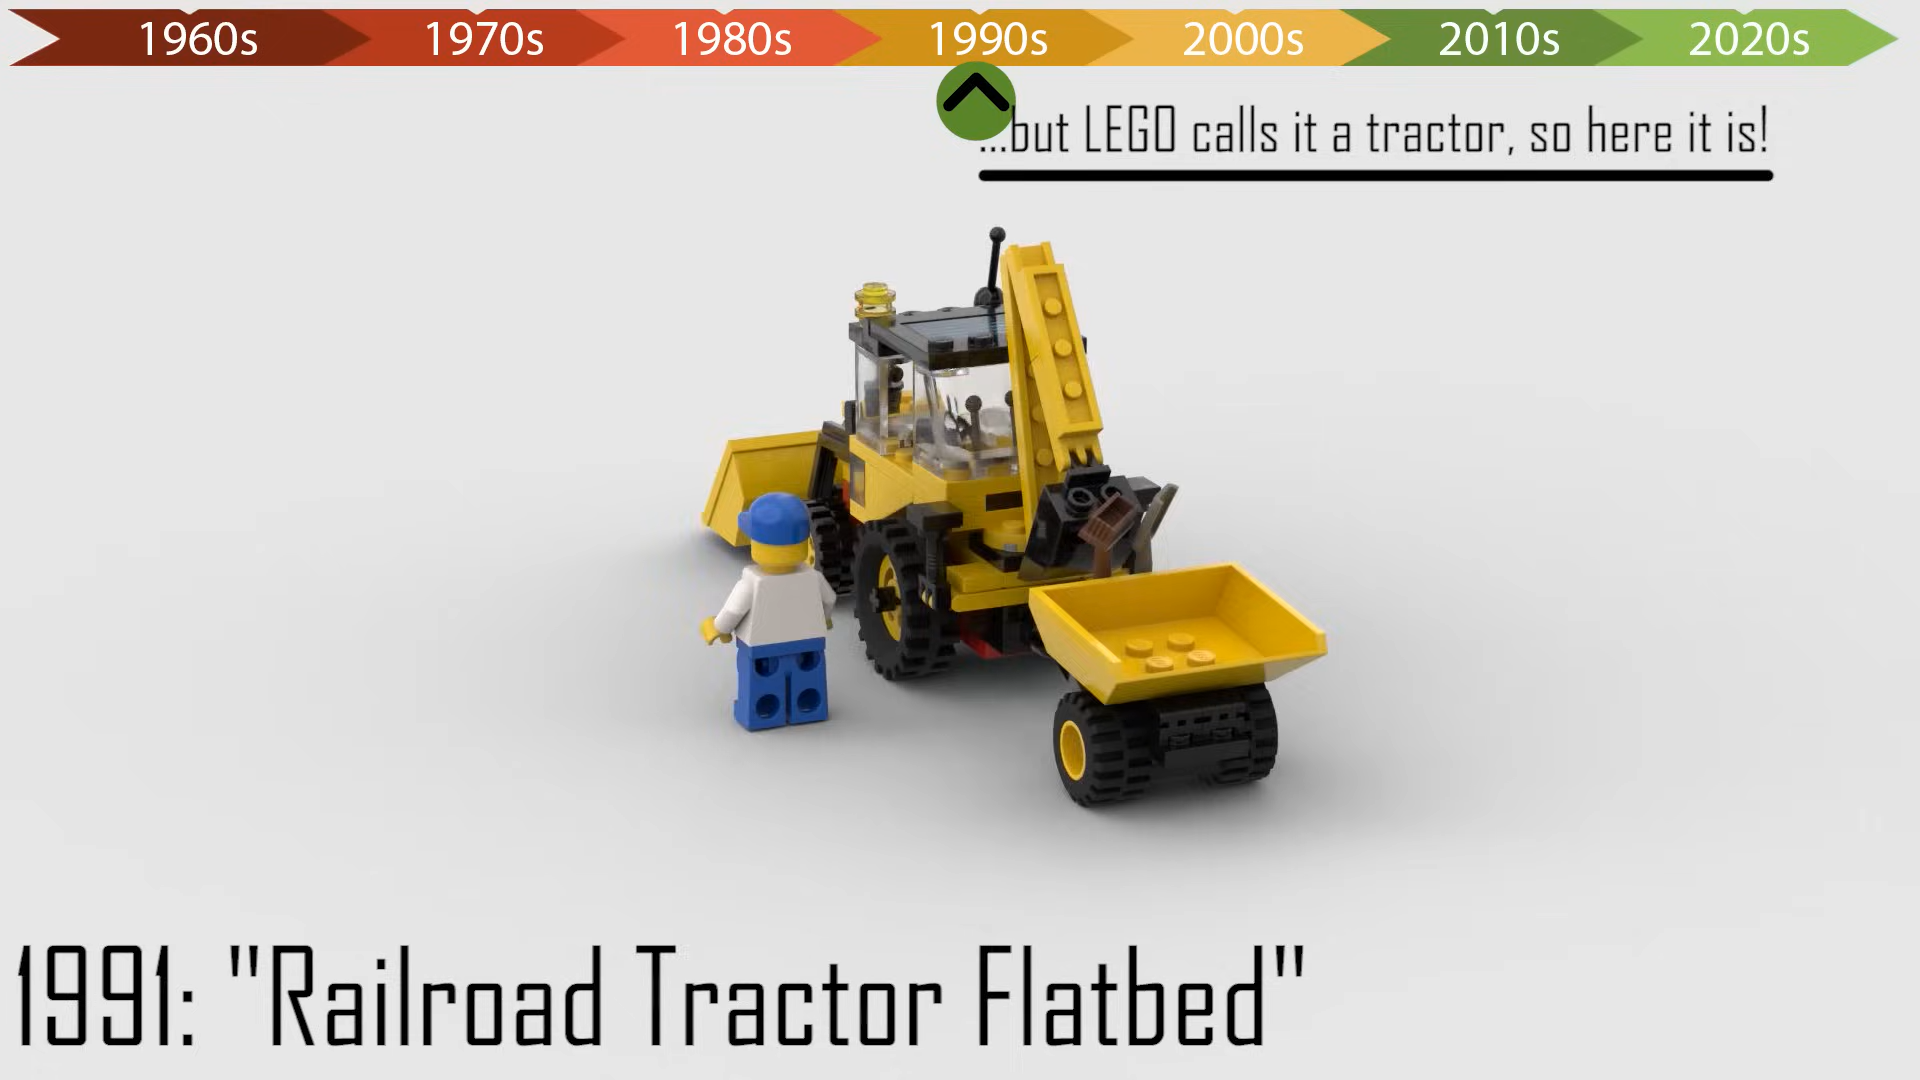 1960s 1970s 1980s 1990s 2000s 2010s 2020s
...but LEGO calls it a tractor, so here it is!
1991: "Railroad Tractor Flatbed"